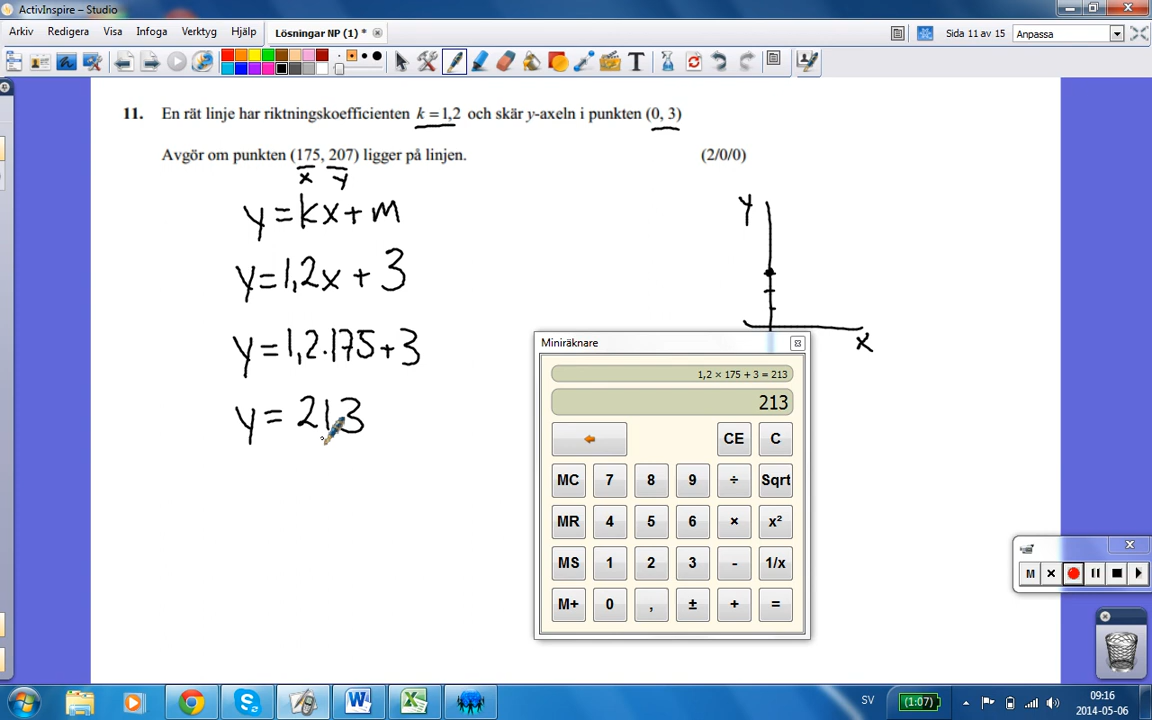 ActivInspire – Studio
Arkiv Redigera Visa Infoga Verktyg Hjälp Lösningar NP (1) * Sida 11 av 15 Anpassa
11. En rät linje har riktningskoefficienten k = 1,2 och skär y-axeln i punkten (0, 3)
Avgör om punkten (175, 207) ligger på linjen. (2/0/0)
x y
y = kx + m
y = 1,2x + 3
y = 1,2·175 + 3
y = 213
y
x
Miniräknare
1,2 × 175 + 3 = 213
213
CE C
MC 7 8 9 ÷ Sqrt
MR 4 5 6 × x²
MS 1 2 3 - 1/x
M+ 0 , ± + =
M
SV (1:07) 09:16
2014-05-06